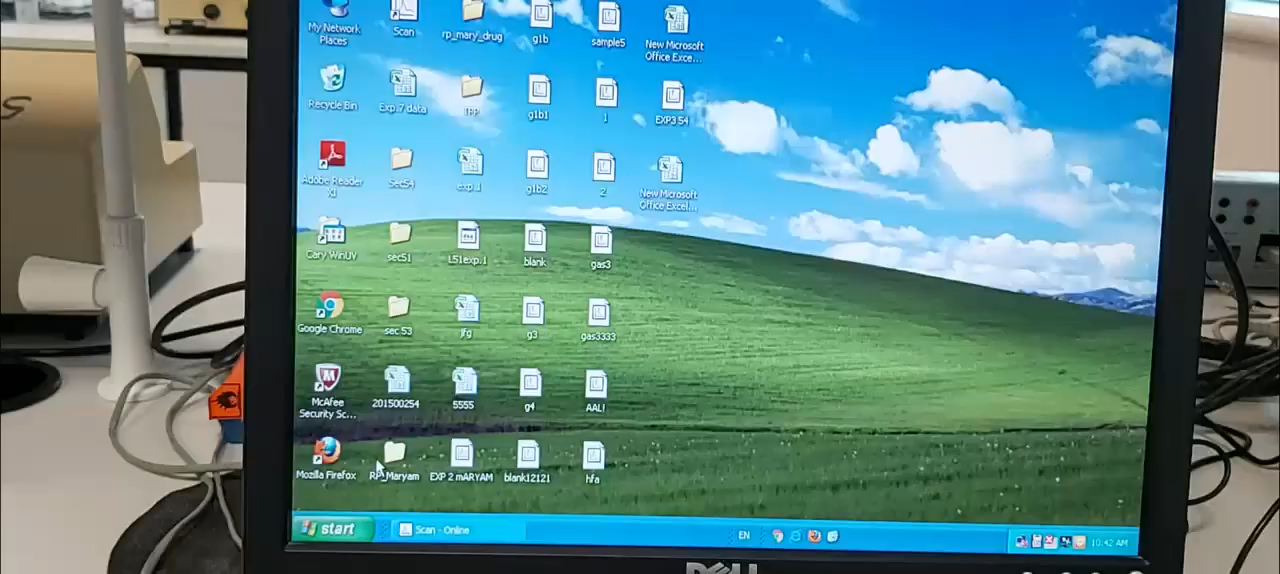 My Network
Places
Scan
rp_mary_drug
g1b
sample5
New Microsoft
Office Exce...
Recycle Bin
Exp.7 data
TPP
g1b1
1
EXP3 54
Adobe Reader
XI
Sec54
exp.1
g1b2
2
New Microsoft
Office Excel...
Cary WinUV
sec51
L51exp.1
blank
gas3
Google Chrome
sec 53
jfg
g3
gas3333
McAfee
Security Sc...
201500254
5555
g4
AAL!
Mozilla Firefox
RP_Maryam
EXP 2 mARYAM
blank12121
hfa
start
Scan - Online
EN
10:42 AM
DELL